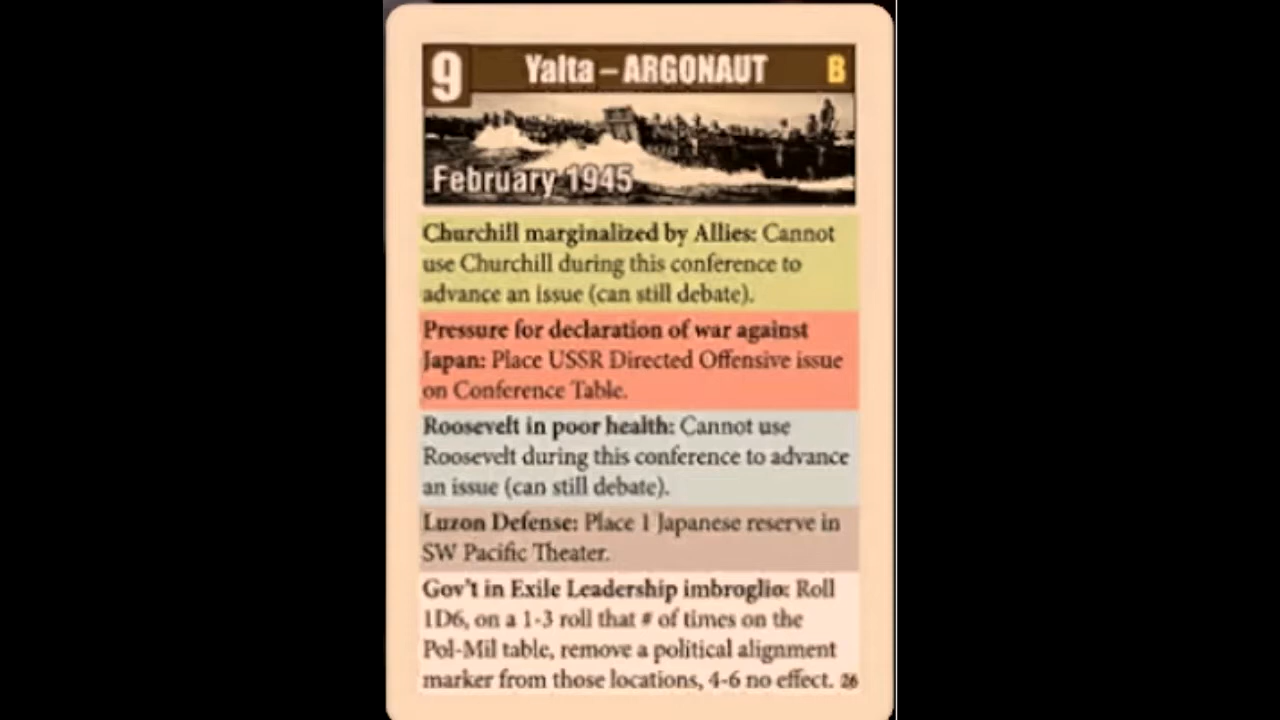 9 Yalta – ARGONAUT B
February 1945
Churchill marginalized by Allies: Cannot
use Churchill during this conference to
advance an issue (can still debate).
Pressure for declaration of war against
Japan: Place USSR Directed Offensive issue
on Conference Table.
Roosevelt in poor health: Cannot use
Roosevelt during this conference to advance
an issue (can still debate).
Luzon Defense: Place 1 Japanese reserve in
SW Pacific Theater.
Gov't in Exile Leadership imbroglio: Roll
1D6, on a 1-3 roll that # of times on the
Pol-Mil table, remove a political alignment
marker from those locations, 4-6 no effect. 26